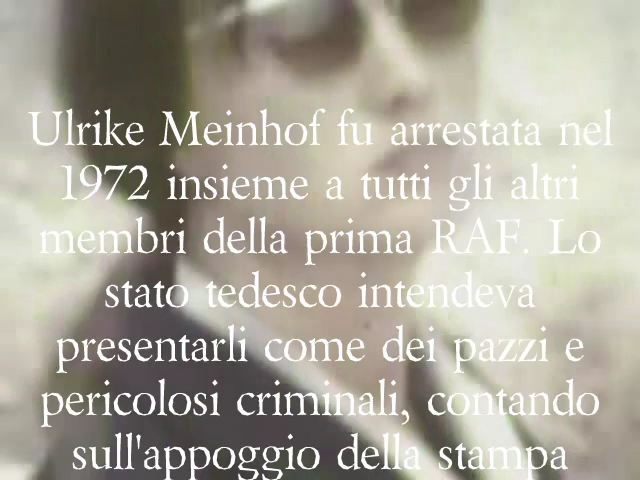 Ulrike Meinhof fu arrestata nel
1972 insieme a tutti gli altri
membri della prima RAF. Lo
stato tedesco intendeva
presentarli come dei pazzi e
pericolosi criminali, contando
sull'appoggio della stampa